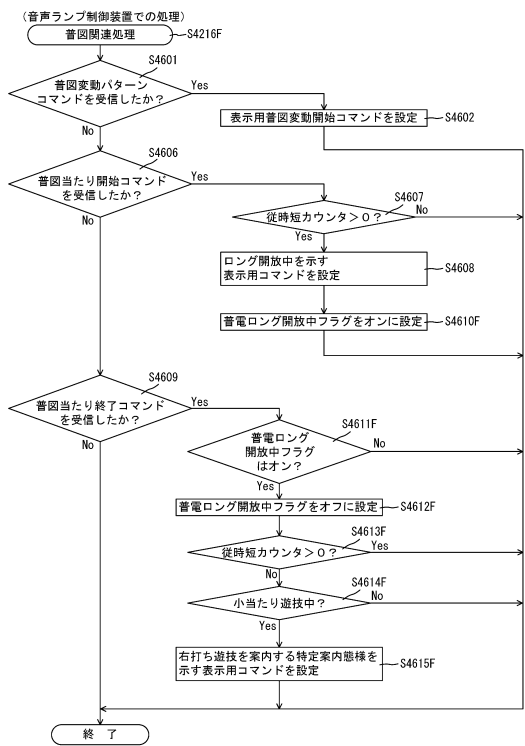 (音声ランプ制御装置での処理)
普図関連処理
S4216F
S4601
普図変動パターン
コマンドを受信したか?
Yes
No
表示用普図変動開始コマンドを設定
S4602
S4606
普図当たり開始コマンド
を受信したか?
Yes
No
S4607
従時短カウンタ>0?
No
Yes
ロング開放中を示す
表示用コマンドを設定
S4608
普電ロング開放中フラグをオンに設定
S4610F
S4609
普図当たり終了コマンド
を受信したか?
Yes
No
S4611F
普電ロング
開放中フラグ
はオン?
No
Yes
普電ロング開放中フラグをオフに設定
S4612F
S4613F
従時短カウンタ>0?
Yes
No
S4614F
小当たり遊技中?
No
Yes
右打ち遊技を案内する特定案内態様を
示す表示用コマンドを設定
S4615F
終 了